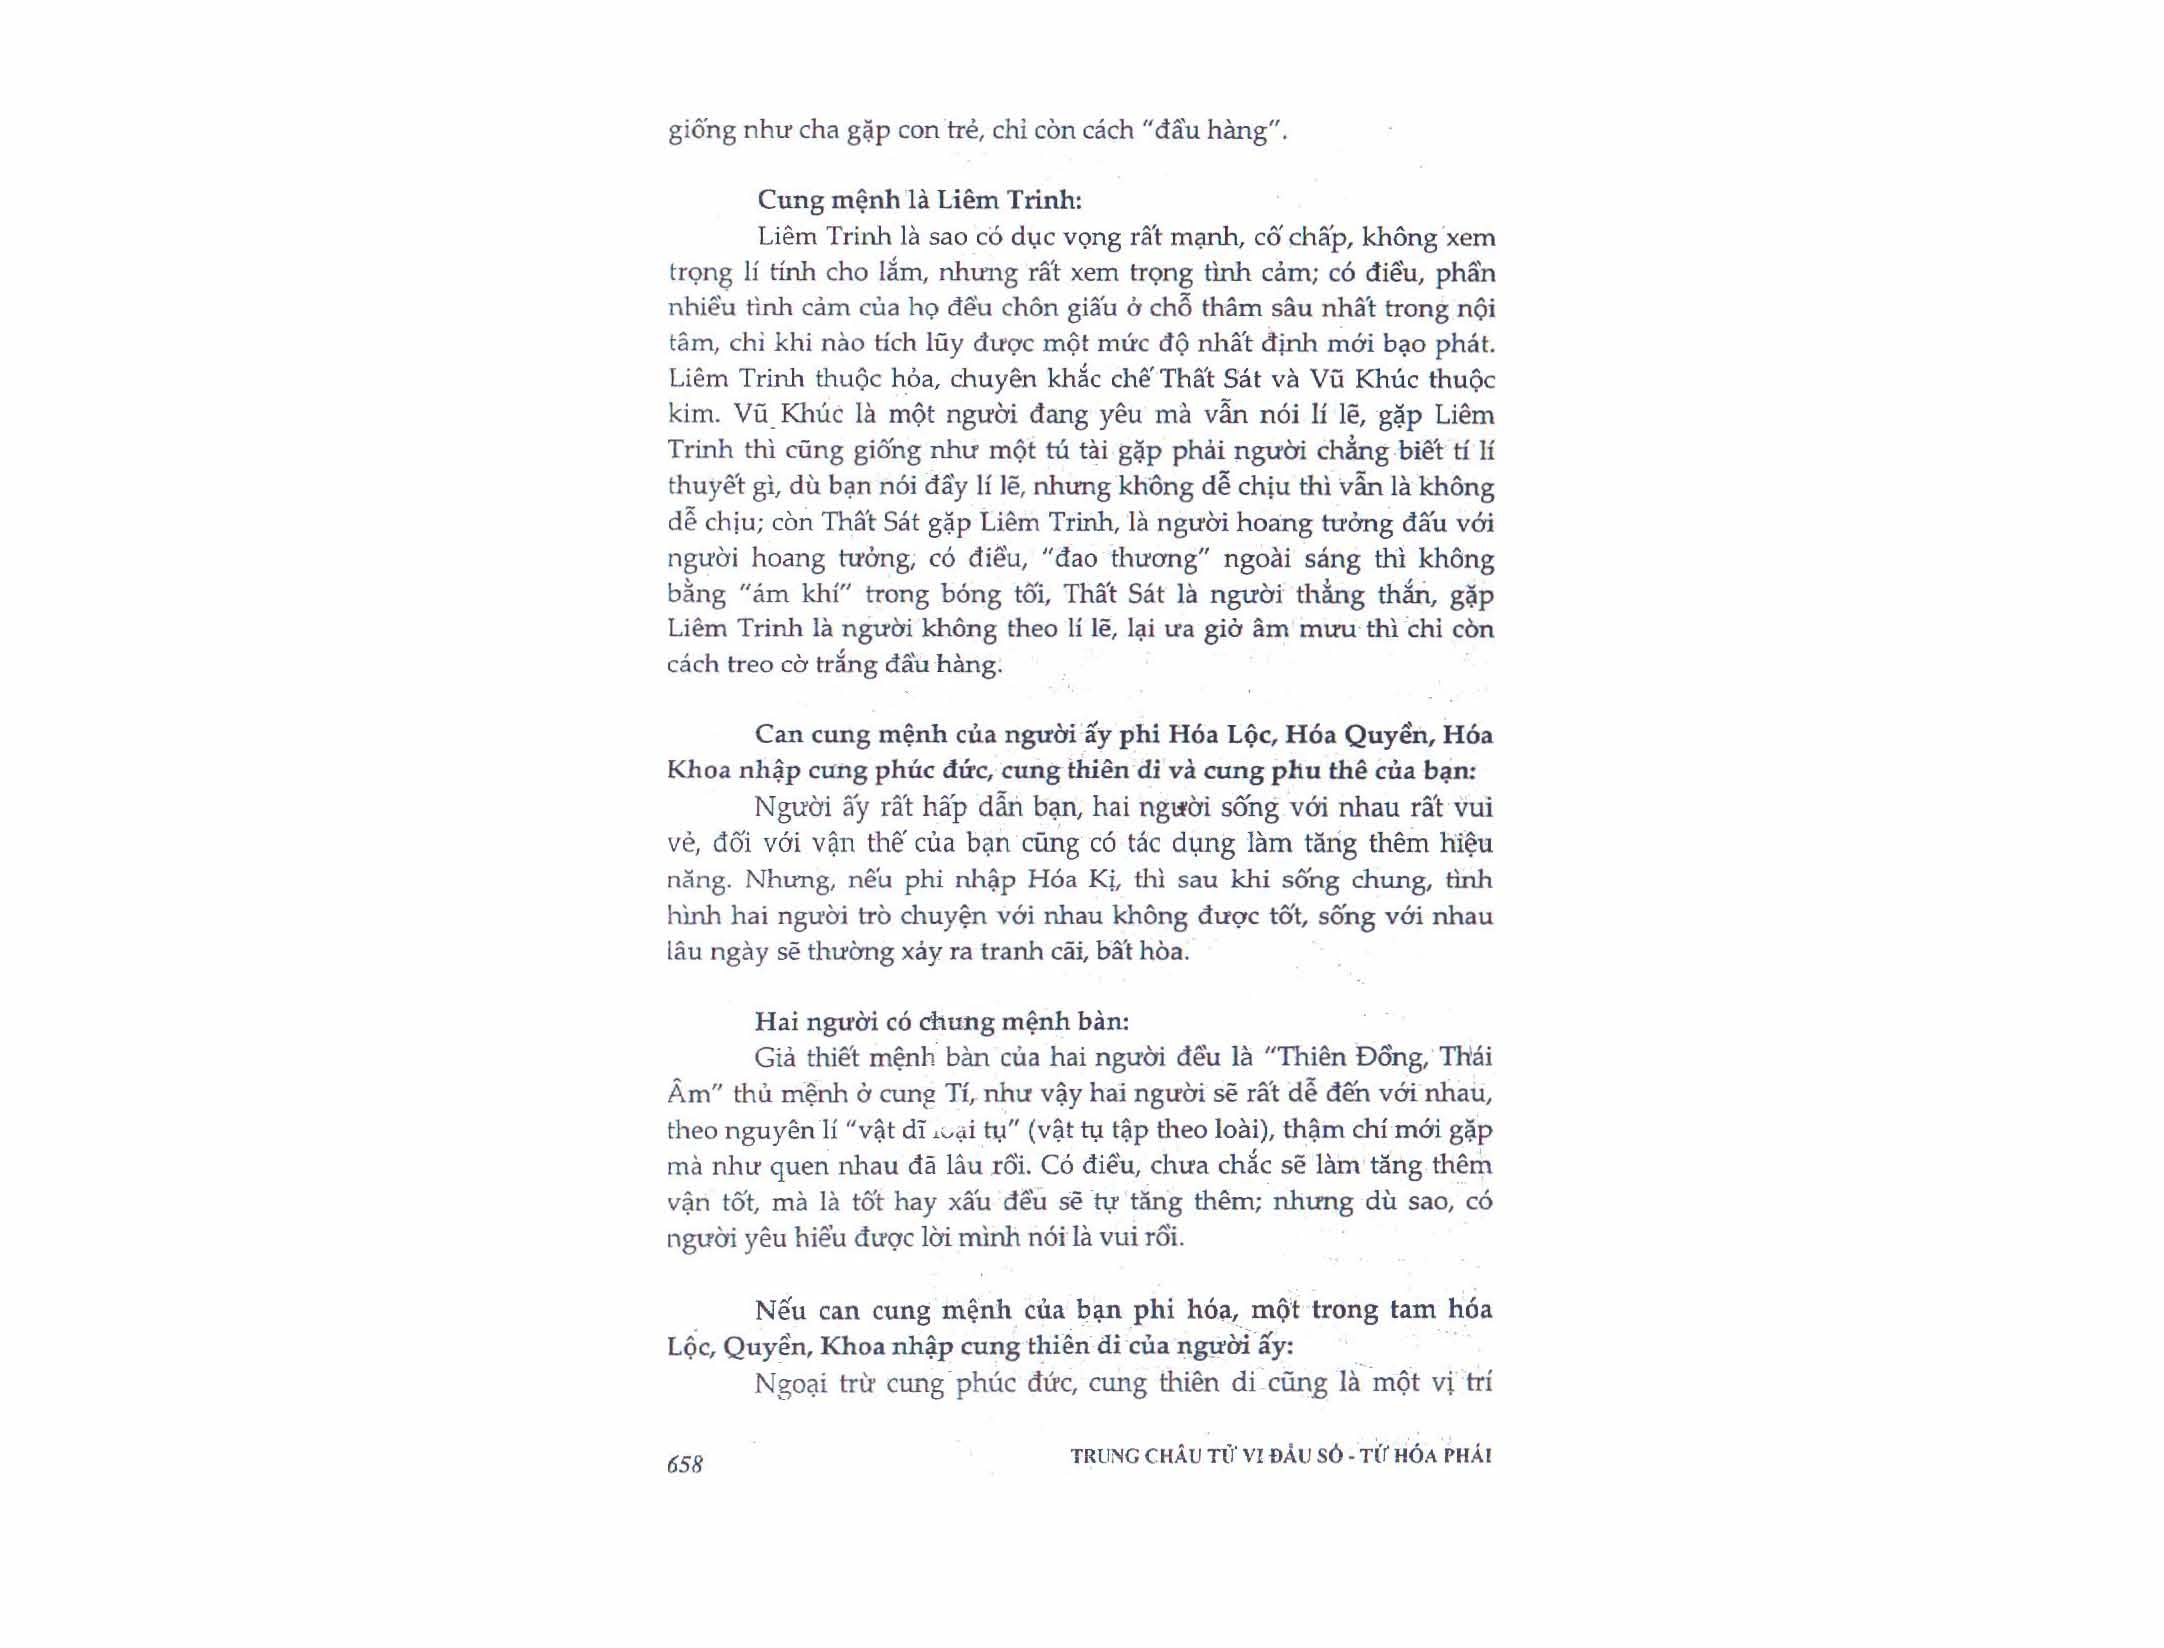 giống như cha gặp con trẻ, chỉ còn cách "đầu hàng".
Cung mệnh là Liêm Trinh:
Liêm Trinh là sao có dục vọng rất mạnh, cố chấp, không xem
trọng lí tính cho lắm, nhưng rất xem trọng tình cảm; có điều, phần
nhiều tình cảm của họ đều chôn giấu ở chỗ thâm sâu nhất trong nội
tâm, chỉ khi nào tích lũy được một mức độ nhất định mới bạo phát.
Liêm Trinh thuộc hỏa, chuyên khắc chế Thất Sát và Vũ Khúc thuộc
kim. Vũ Khúc là một người đang yêu mà vẫn nói lí lẽ, gặp Liêm
Trinh thì cũng giống như một tú tài gặp phải người chẳng biết tí lí
thuyết gì, dù bạn nói đầy lí lẽ, nhưng không dễ chịu thì vẫn là không
dễ chịu; còn Thất Sát gặp Liêm Trinh, là người hoang tưởng đấu với
người hoang tưởng, có điều, "đao thương" ngoài sáng thì không
bằng "ám khí" trong bóng tối, Thất Sát là người thẳng thắn, gặp
Liêm Trinh là người không theo lí lẽ, lại ưa giở âm mưu thì chỉ còn
cách treo cờ trắng đầu hàng.
Can cung mệnh của người ấy phi Hóa Lộc, Hóa Quyền, Hóa
Khoa nhập cung phúc đức, cung thiên di và cung phu thê của bạn:
Người ấy rất hấp dẫn bạn, hai người sống với nhau rất vui
vẻ, đối với vận thế của bạn cũng có tác dụng làm tăng thêm hiệu
năng. Nhưng, nếu phi nhập Hóa Kị, thì sau khi sống chung, tình
hình hai người trò chuyện với nhau không được tốt, sống với nhau
lâu ngày sẽ thường xảy ra tranh cãi, bất hòa.
Hai người có chung mệnh bàn:
Giả thiết mệnh bàn của hai người đều là "Thiên Đồng, Thái
Âm" thủ mệnh ở cung Tí, như vậy hai người sẽ rất dễ đến với nhau,
theo nguyên lí "vật dĩ loại tụ" (vật tụ tập theo loài), thậm chí mới gặp
mà như quen nhau đã lâu rồi. Có điều, chưa chắc sẽ làm tăng thêm
vận tốt, mà là tốt hay xấu đều sẽ tự tăng thêm; nhưng dù sao, có
người yêu hiểu được lời mình nói là vui rồi.
Nếu can cung mệnh của bạn phi hóa, một trong tam hóa
Lộc, Quyền, Khoa nhập cung thiên di của người ấy:
Ngoại trừ cung phúc đức, cung thiên di cũng là một vị trí
658
TRUNG CHÂU TỬ VI ĐẨU SỐ - TỨ HÓA PHÁI